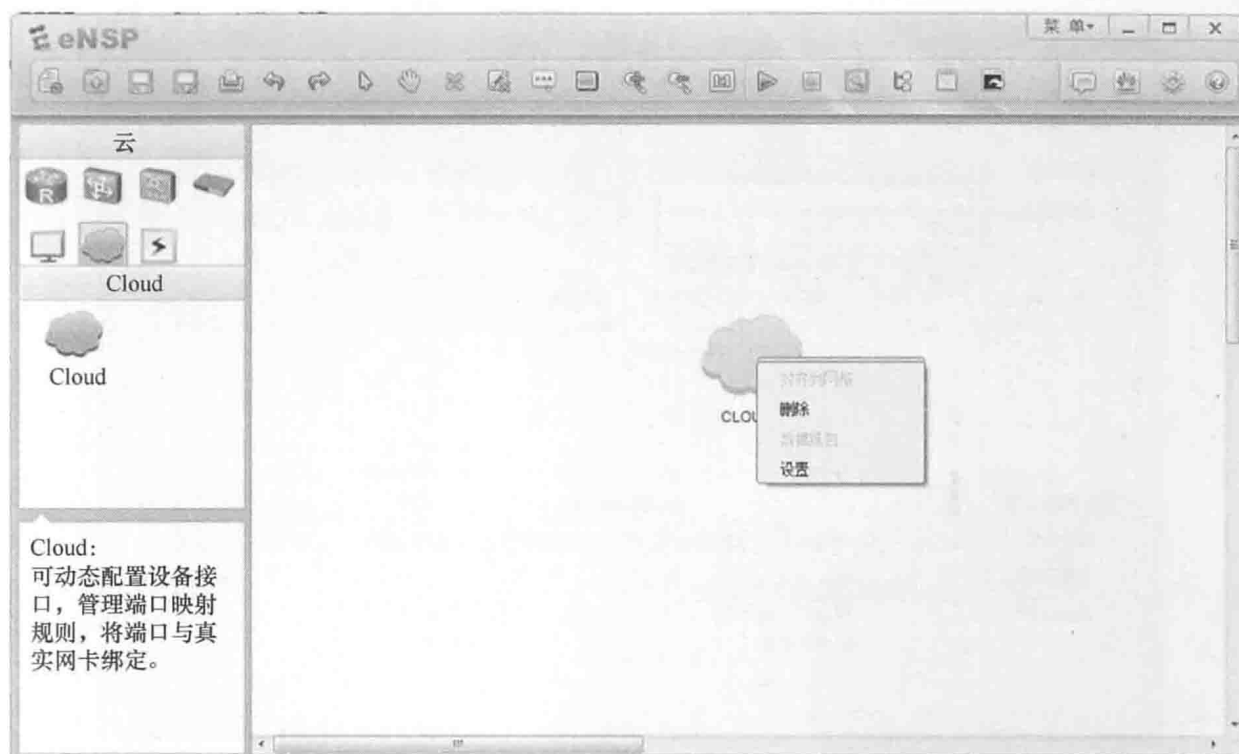 eNSP
菜 单
云
R
Cloud
Cloud
CLOU
删除
设置
Cloud:
可动态配置设备接
口，管理端口映射
规则，将端口与真
实网卡绑定。